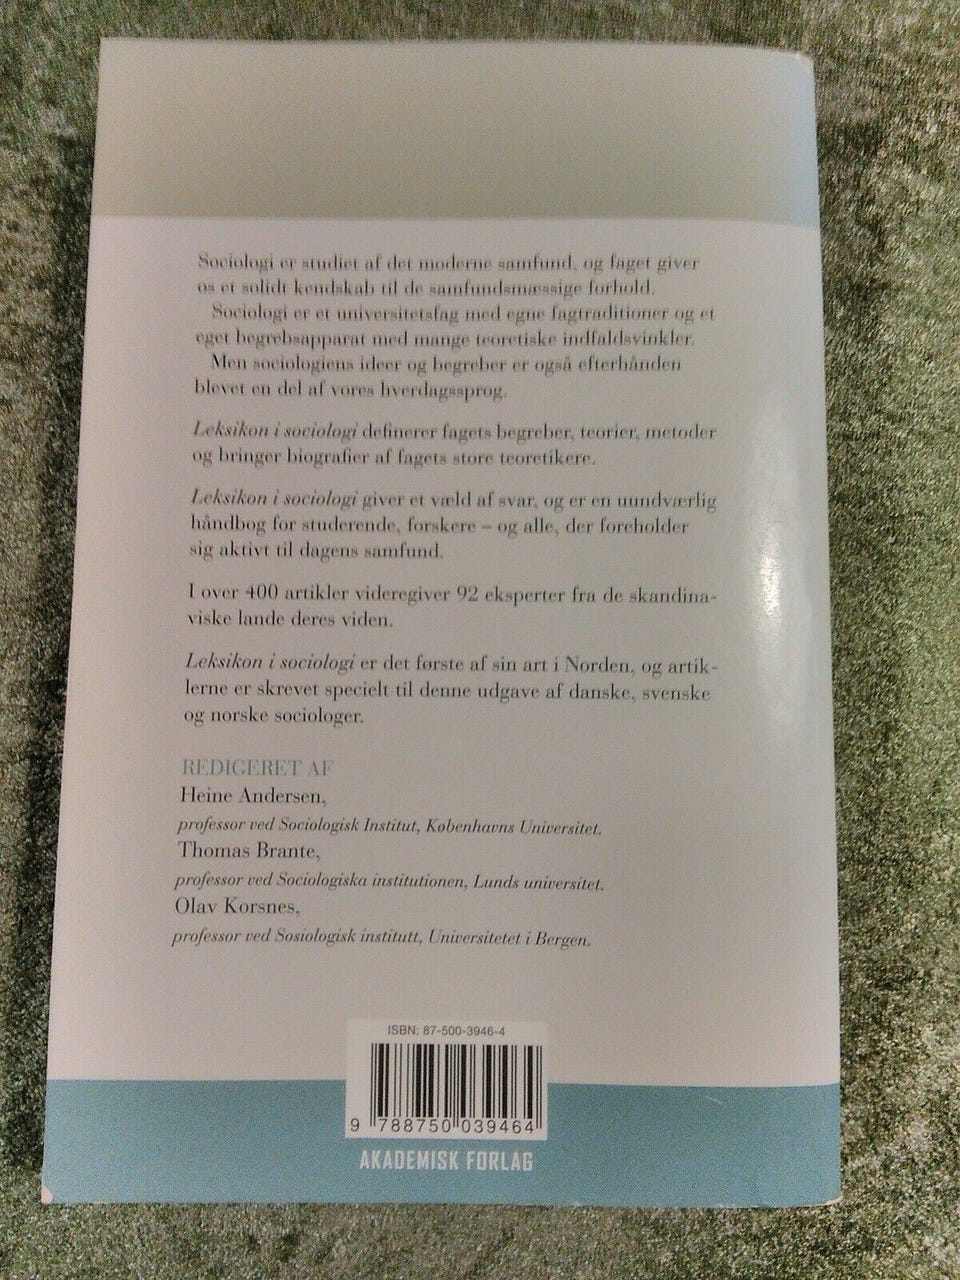 Sociologi er studiet af det moderne samfund, og faget giver
os et solidt kendskab til de samfundsmæssige forhold.
Sociologi er et universitetsfag med egne fagtraditioner og et
eget begrebsapparat med mange teoretiske indfaldsvinkler.
Men sociologiens ideer og begreber er også efterhånden
blevet en del af vores hverdagssprog.
Leksikon i sociologi definerer fagets begreber, teorier, metoder
og bringer biografier af fagets store teoretikere.
Leksikon i sociologi giver et væld af svar, og er en uundværlig
håndbog for studerende, forskere – og alle, der foreholder
sig aktivt til dagens samfund.
I over 400 artikler videregiver 92 eksperter fra de skandina-
viske lande deres viden.
Leksikon i sociologi er det første af sin art i Norden, og artik-
lerne er skrevet specielt til denne udgave af danske, svenske
og norske sociologer.
REDIGERET AF
Heine Andersen,
professor ved Sociologisk Institut, Københavns Universitet.
Thomas Brante,
professor ved Sociologiska institutionen, Lunds universitet.
Olav Korsnes,
professor ved Sosiologisk institutt, Universitetet i Bergen.
ISBN: 87-500-3946-4
9 788750 039464
AKADEMISK FORLAG